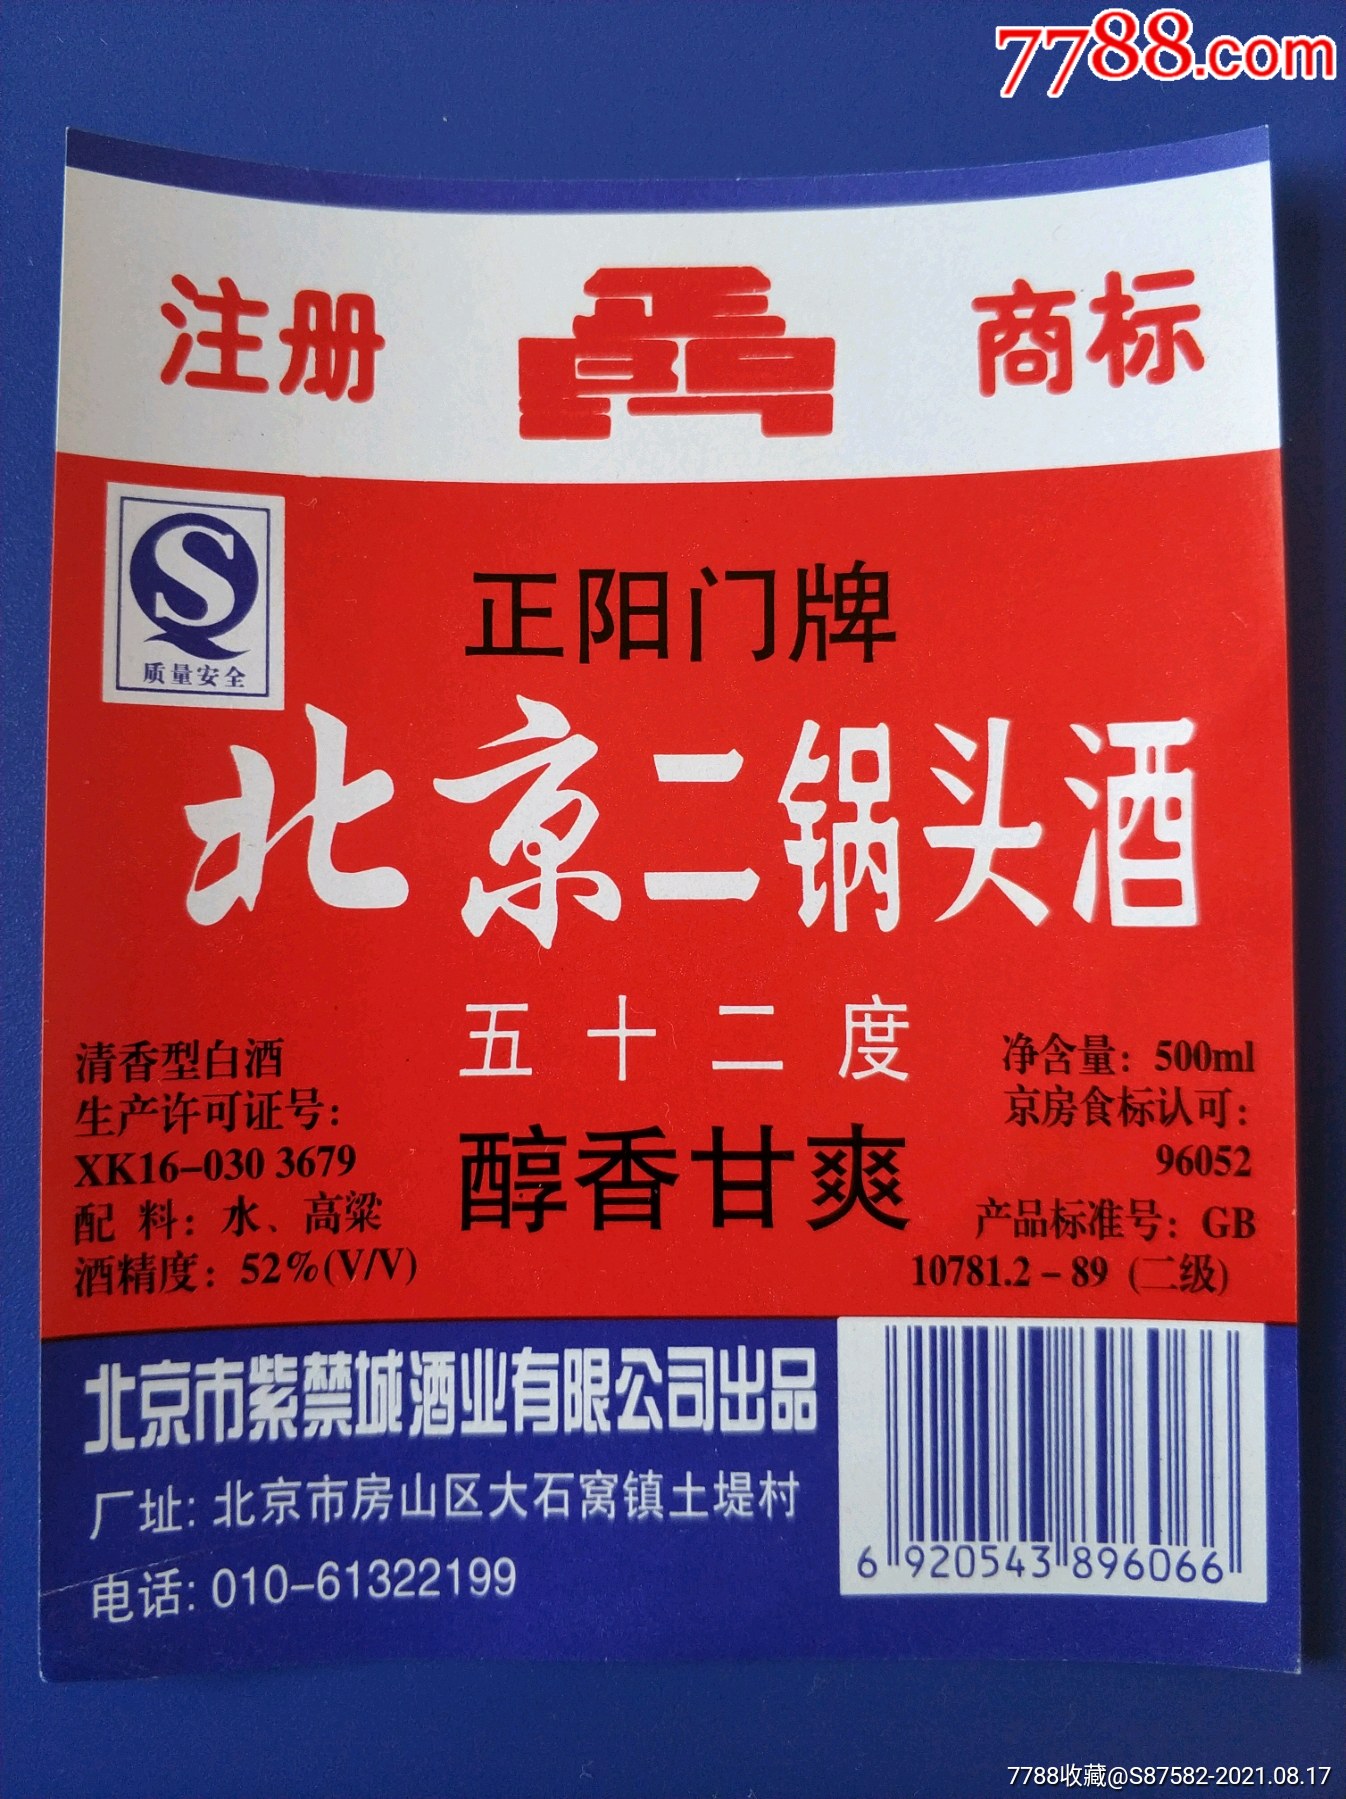 7788.com
注册 商标
质量安全
正阳门牌
北京二锅头酒
五十二度
醇香甘爽
清香型白酒
生产许可证号：
XK16-030 3679
配 料：水、高粱
酒精度：52%(V/V)
净含量：500ml
京房食标认可：
96052
产品标准号：GB
10781.2-89（二级）
北京市紫禁城酒业有限公司出品
厂址：北京市房山区大石窝镇土堤村
电话：010-61322199
6 920543 896066
7788收藏@S87582-2021.08.17